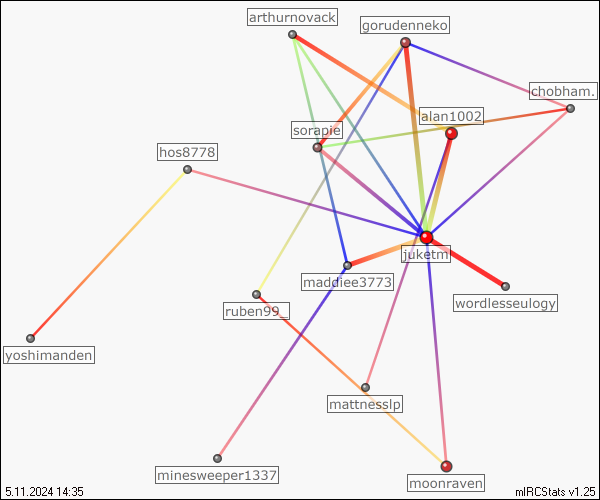 arthurnovack
gorudenneko
chobham.
alan1002
sorapie
hos8778
juketm
maddiee3773
wordlesseulogy
ruben99_
yoshimanden
mattnesslp
minesweeper1337
moonraven
5.11.2024 14:35
mIRCStats v1.25